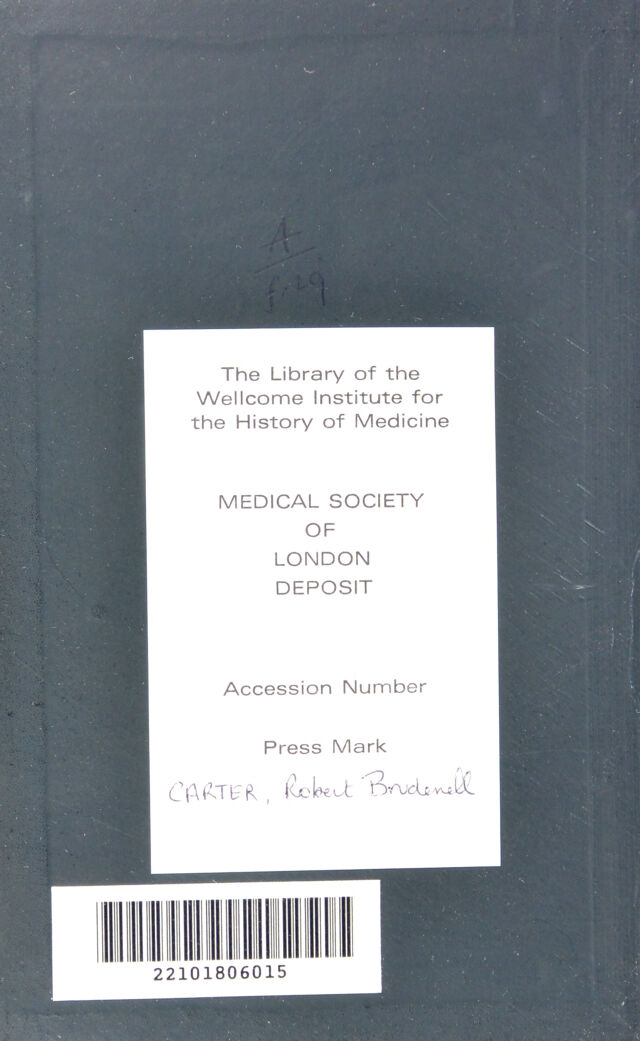 A
f.29
The Library of the
Wellcome Institute for
the History of Medicine
MEDICAL SOCIETY
OF
LONDON
DEPOSIT
Accession Number
Press Mark
CARTER, Robert Brudenell
22101806015